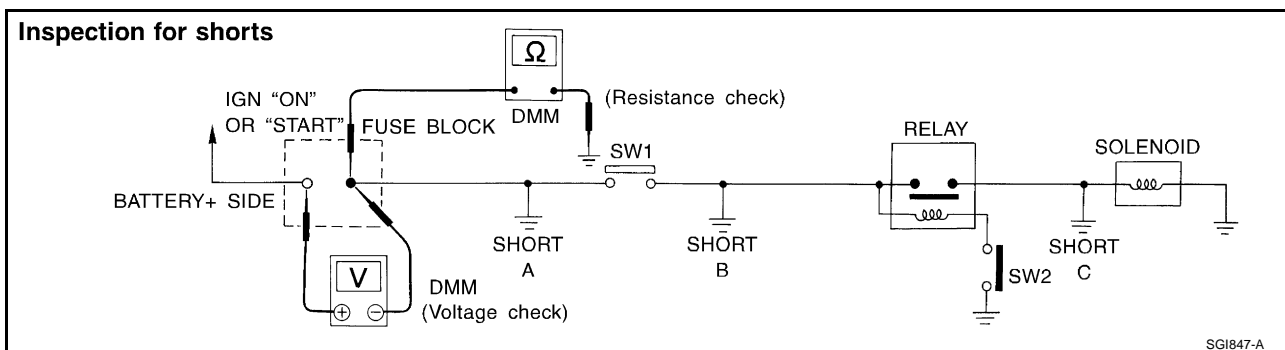 Inspection for shorts
Ω
IGN “ON”
OR “START”
FUSE BLOCK
DMM
(Resistance check)
SW1
RELAY
SOLENOID
BATTERY+ SIDE
SHORT
A
SHORT
B
SHORT
C
SW2
V
+ −
DMM
(Voltage check)
SGI847-A